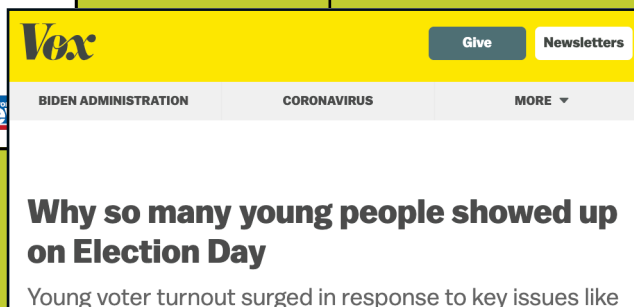 Vox
Give
Newsletters
BIDEN ADMINISTRATION
CORONAVIRUS
MORE
Why so many young people showed up
on Election Day
Young voter turnout surged in response to key issues like